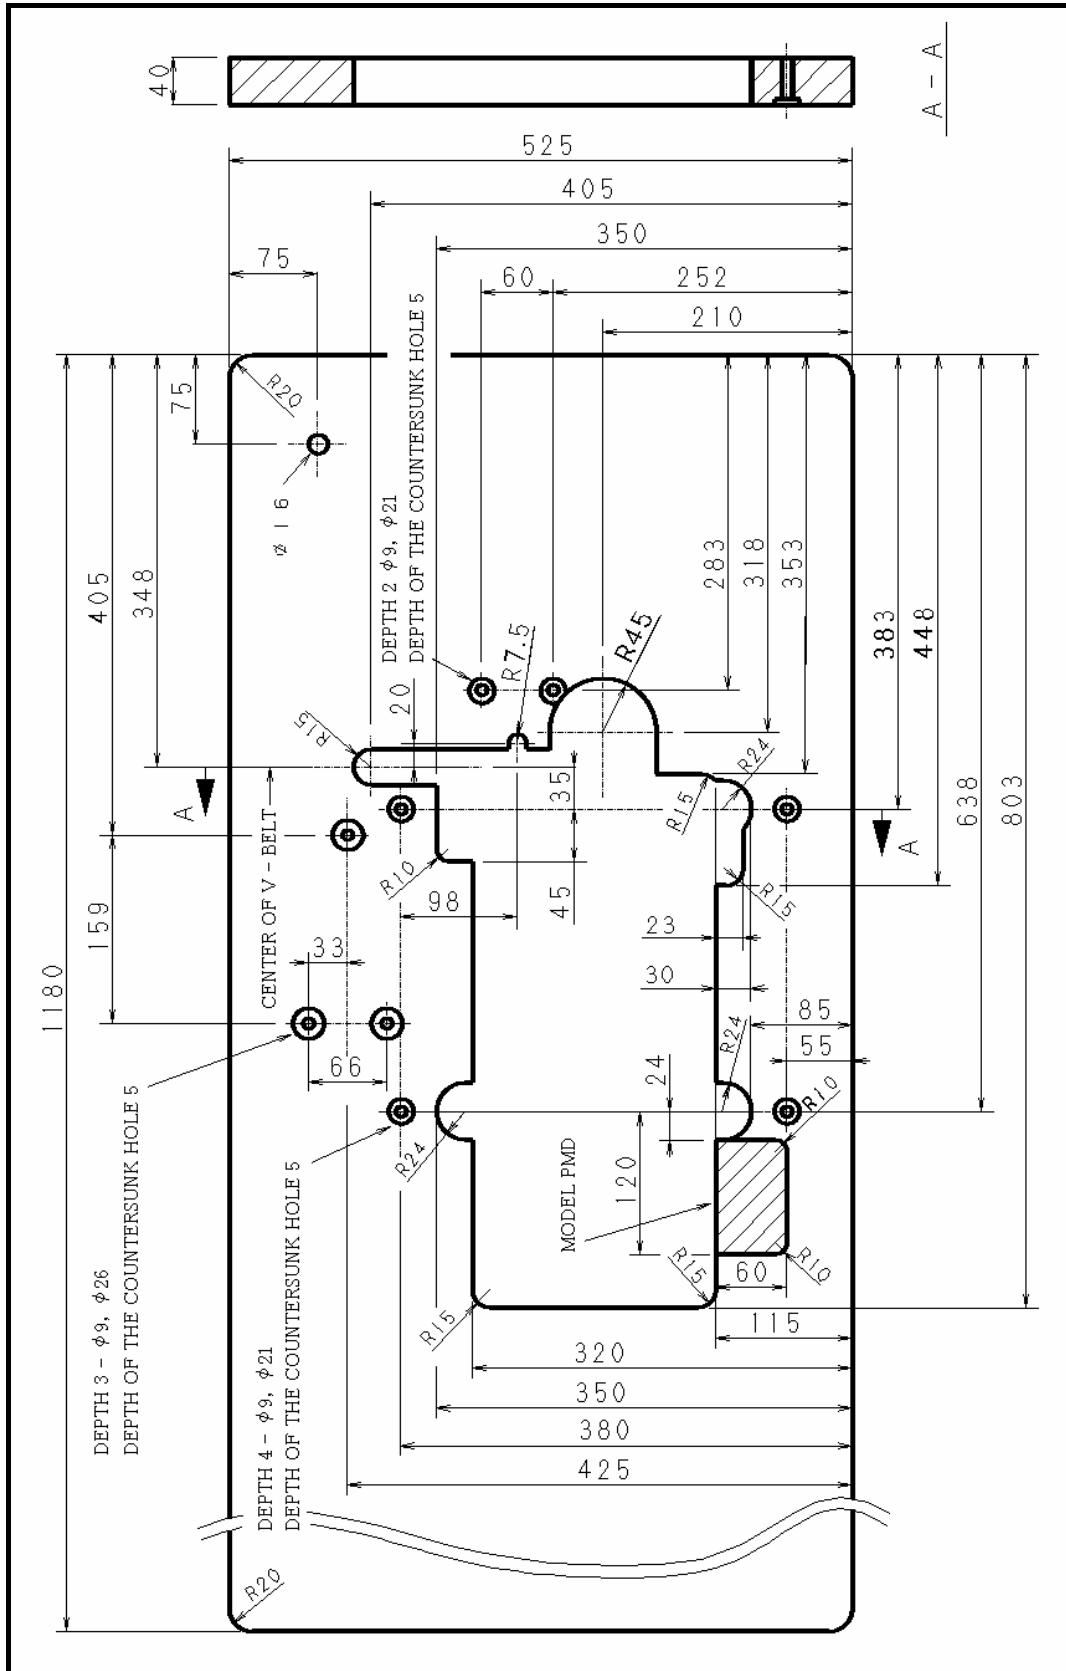 40
A - A
525
405
350
75
60
252
210
R20
75
φ16
DEPTH 2 φ9, φ21
DEPTH OF THE COUNTERSUNK HOLE 5
405
348
283
318
353
383
448
638
803
R7.5
R45
20
R15
R24
35
R15
A
A
R10
45
98
R15
CENTER OF V - BELT
159
1180
33
23
30
85
55
66
R24
24
R10
R24
120
MODEL PMD
R10
60
R15
R15
115
DEPTH 3 - φ9, φ26
DEPTH OF THE COUNTERSUNK HOLE 5
DEPTH 4 - φ9, φ21
DEPTH OF THE COUNTERSUNK HOLE 5
320
350
380
425
R20